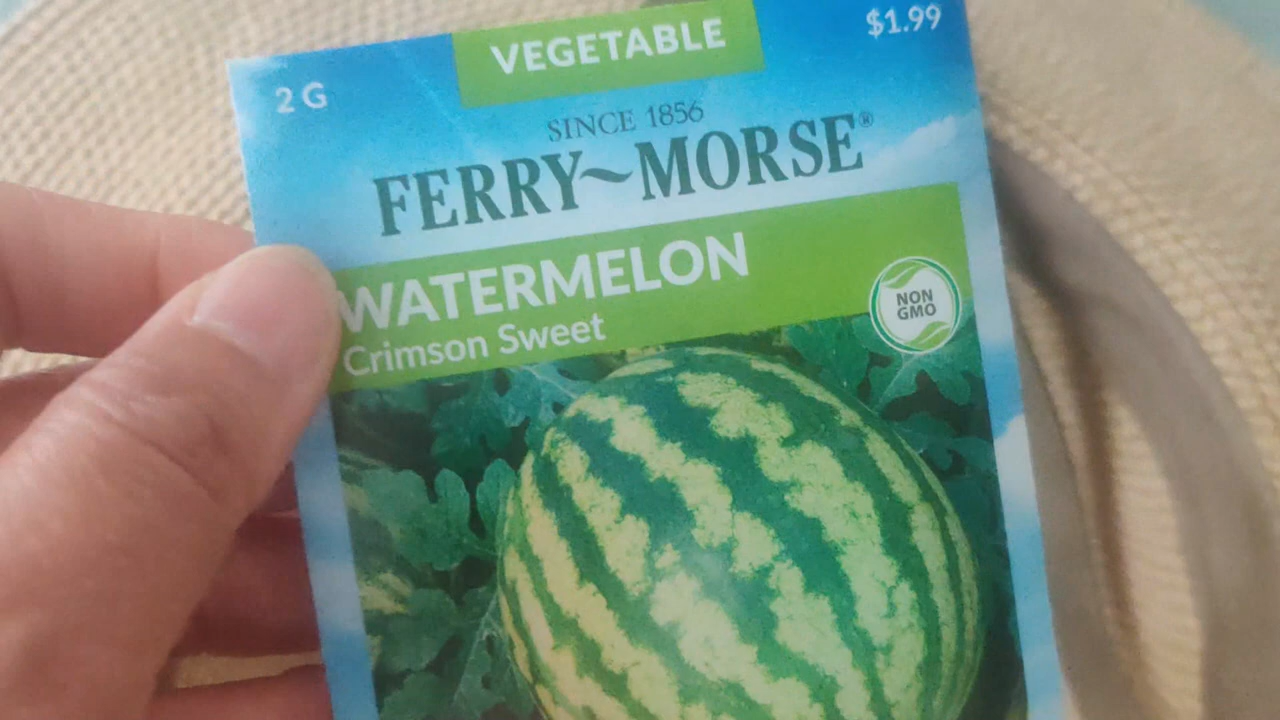 VEGETABLE
$1.99
2 G
SINCE 1856
FERRY~MORSE®
WATERMELON
Crimson Sweet
NON
GMO